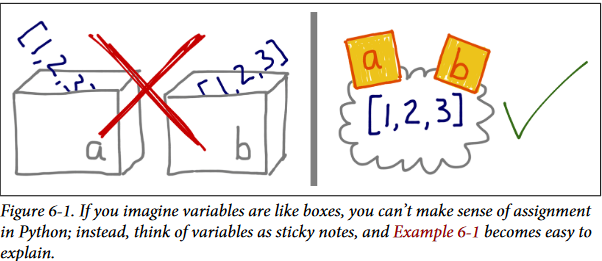 [1,2,3]
[1,2,3]
a
b
a
b
[1,2,3]
Figure 6-1. If you imagine variables are like boxes, you can't make sense of assignment
in Python; instead, think of variables as sticky notes, and Example 6-1 becomes easy to
explain.